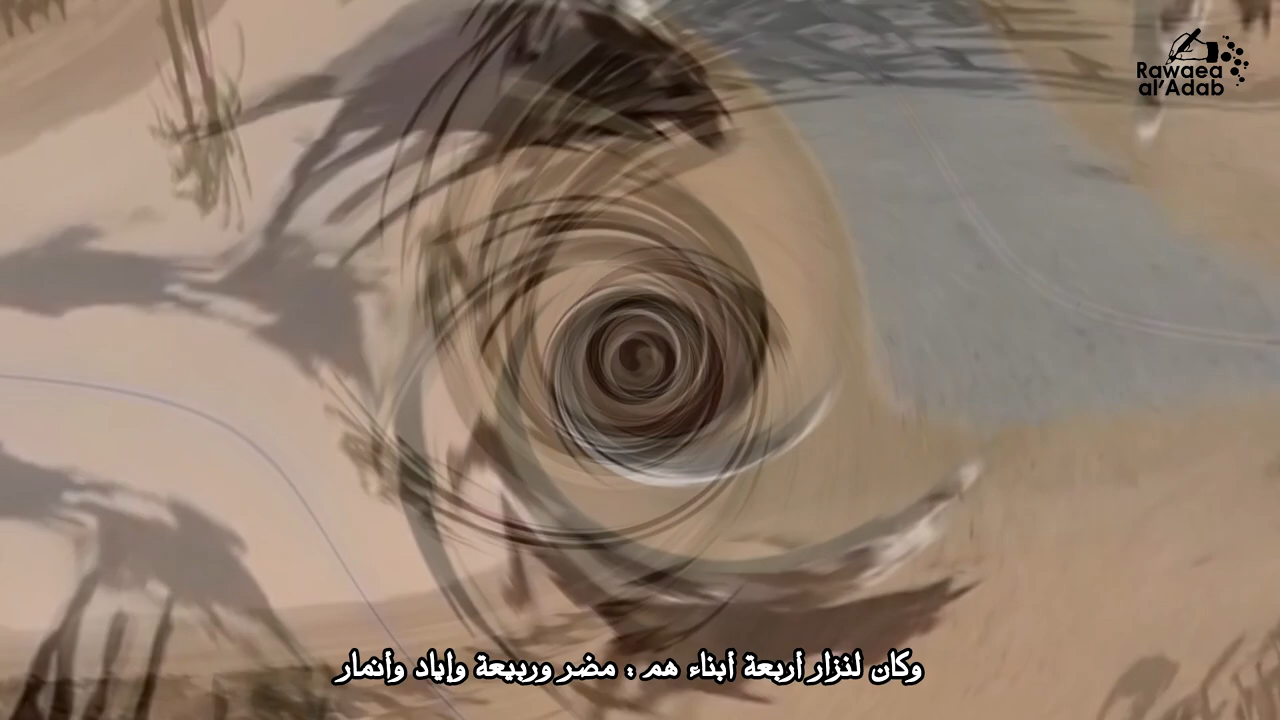 Rawaea
al'Adab
وكان لنزار أربعة أبناء هم : مضر وربيعة وإياد وأنمار